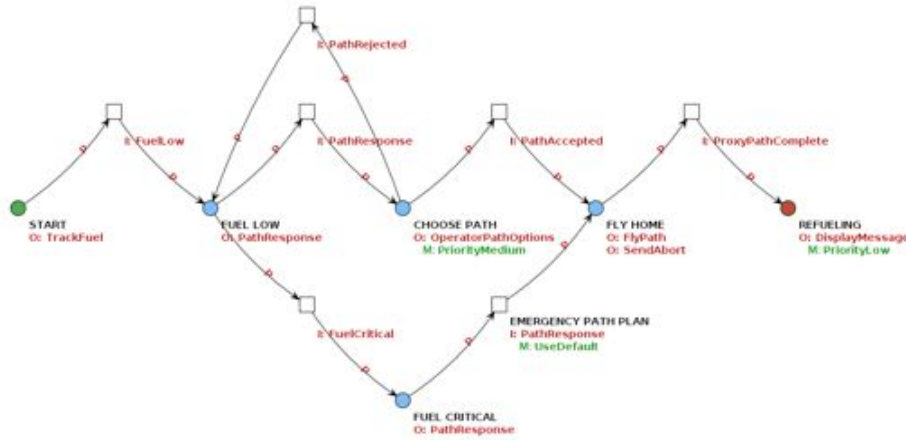 I: PathRejected
I: FuelLow
I: PathResponse
I: PathAccepted
I: ProxyPathComplete
p
p
p
p
p
p
p
p
p
p
START
O: TrackFuel
FUEL LOW
O: PathResponse
CHOOSE PATH
O: OperatorPathOptions
M: PriorityMedium
FLY HOME
O: FlyPath
O: SendAbort
REFUELING
O: DisplayMessage
M: PriorityLow
p
p
p
p
I: FuelCritical
EMERGENCY PATH PLAN
I: PathResponse
M: UseDefault
FUEL CRITICAL
O: PathResponse